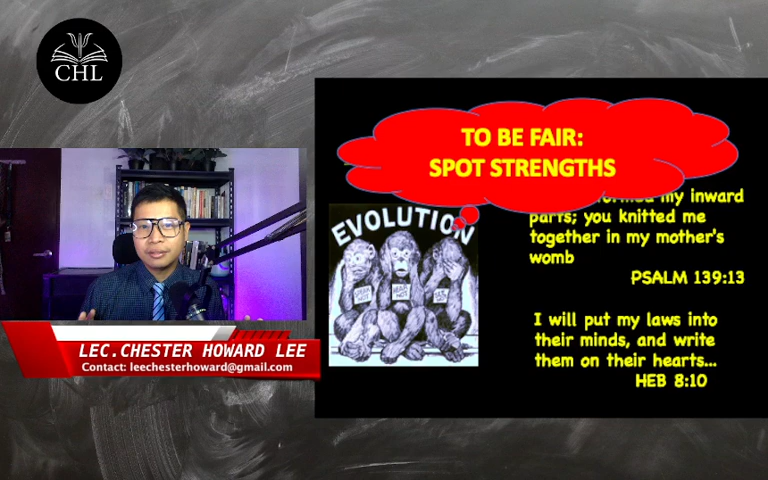 CHL
TO BE FAIR:
SPOT STRENGTHS
my inward
parts; you knitted me
together in my mother's
womb
PSALM 139:13
EVOLUTION
I will put my laws into
their minds, and write
them on their hearts...
HEB 8:10
LEC.CHESTER HOWARD LEE
Contact: leechesterhoward@gmail.com